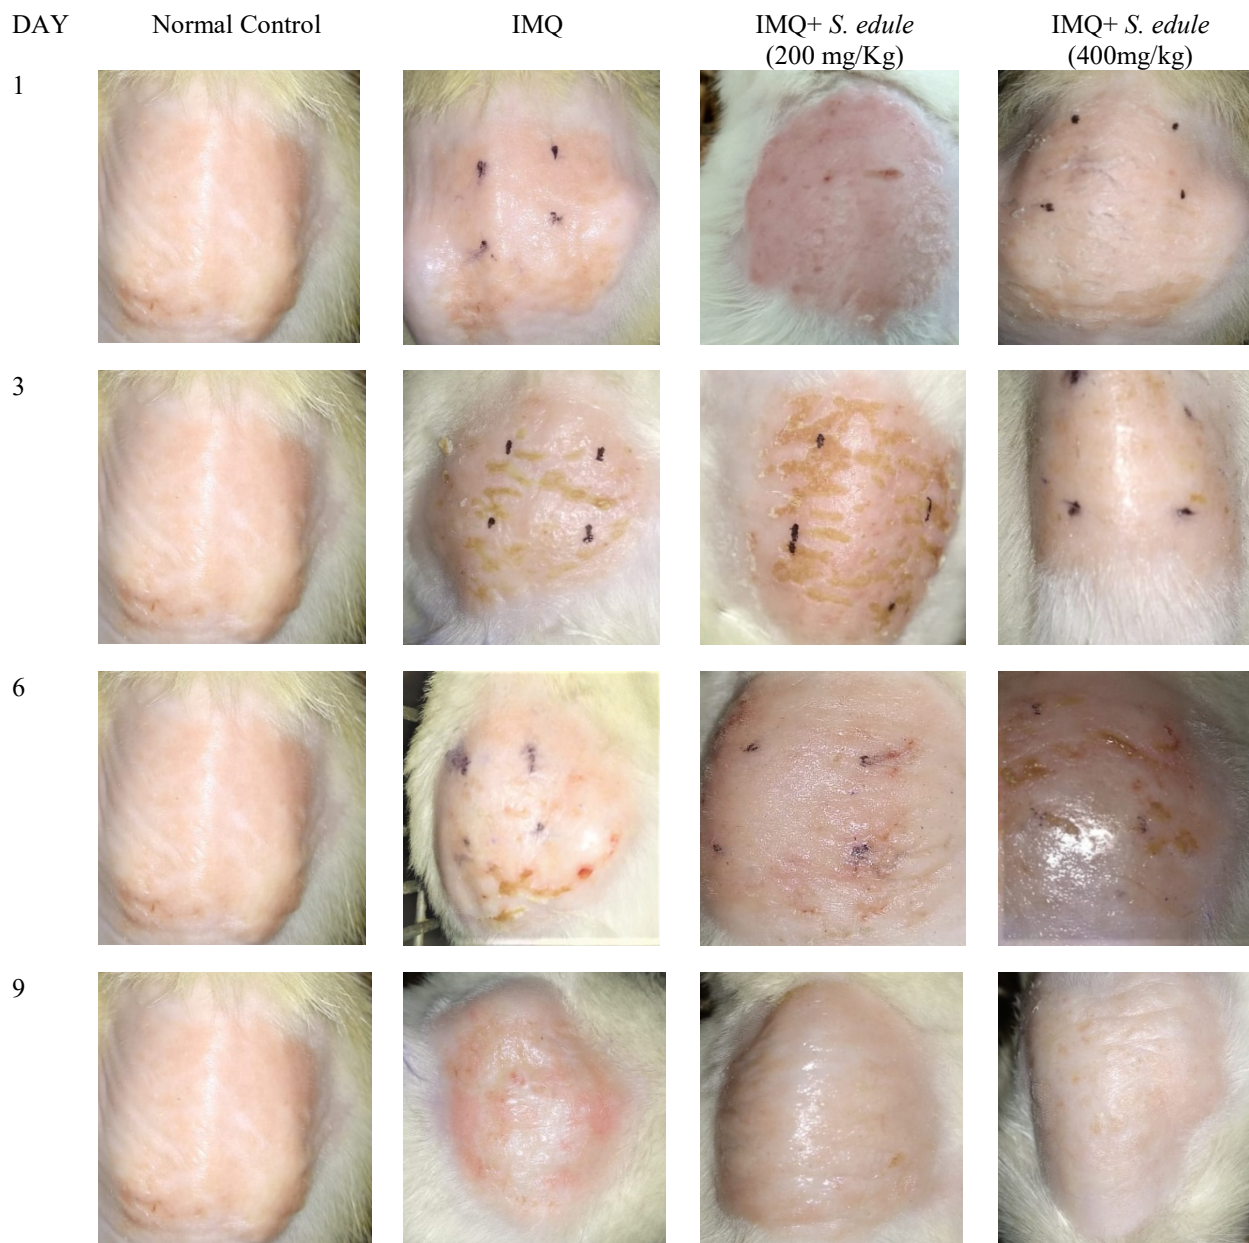 DAY Normal Control IMQ IMQ+ S. edule IMQ+ S. edule
(200 mg/Kg) (400mg/kg)
1
3
6
9